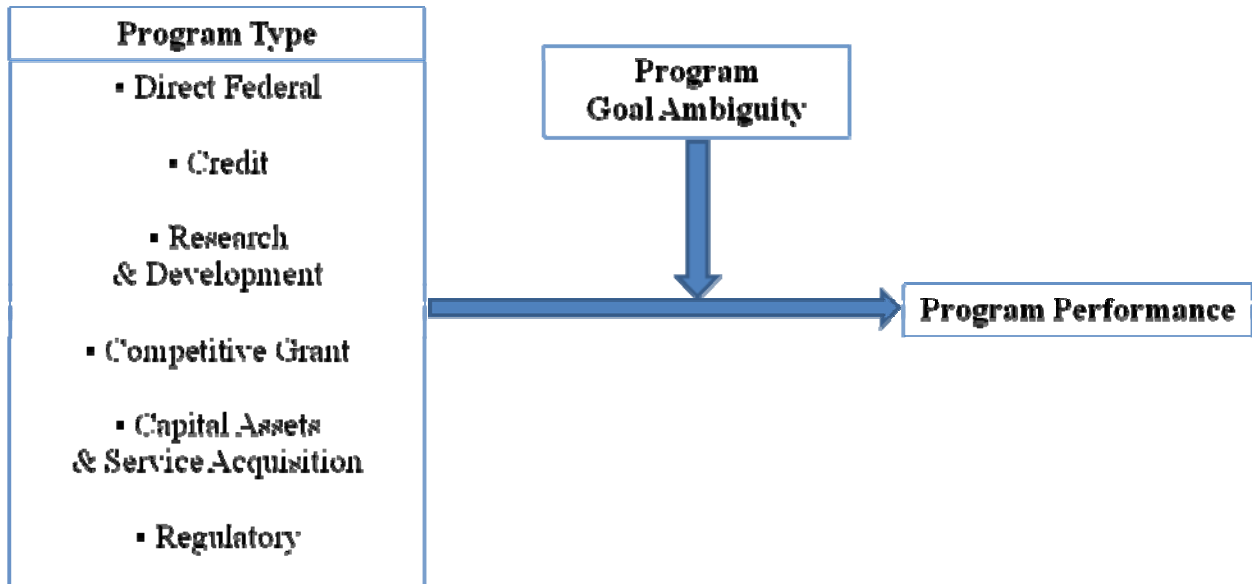 Program Type
▪ Direct Federal
▪ Credit
▪ Research
& Development
▪ Competitive Grant
▪ Capital Assets
& Service Acquisition
▪ Regulatory
Program
Goal Ambiguity
Program Performance